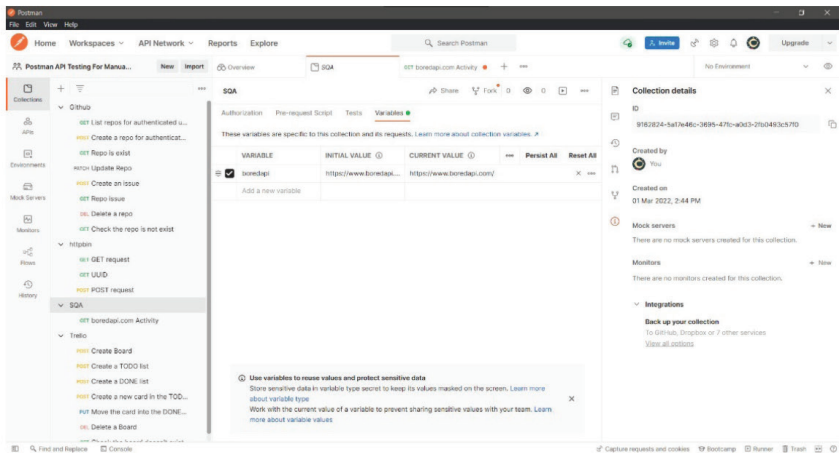 Postman
File Edit View Help
Home Workspaces API Network Reports Explore
Search Postman
Invite
Upgrade
Postman API Testing For Manua...
New Import
Overview
SQA
GET boredapi.com Activity
No Environment
Collections
APIs
Environments
Mock Servers
Monitors
Flows
History
Github
GET List repos for authenticated u...
POST Create a repo for authenticat...
GET Repo is exist
PATCH Update Repo
POST Create an issue
GET Repo issue
DEL Delete a repo
GET Check the repo is not exist
httpbin
GET GET request
GET UUID
POST POST request
SQA
GET boredapi.com Activity
Trello
POST Create Board
POST Create a TODO list
POST Create a DONE list
POST Create a new card in the TOD...
PUT Move the card into the DONE...
DEL Delete a Board
SQA
Share Fork 0 0
Authorization Pre-request Script Tests Variables
These variables are specific to this collection and its requests. Learn more about collection variables.
VARIABLE INITIAL VALUE CURRENT VALUE Persist All Reset All
boredapi https://www.boredapi.... https://www.boredapi.com/
Add a new variable
Use variables to reuse values and protect sensitive data
Store sensitive data in variable type secret to keep its values masked on the screen. Learn more
about variable type
Work with the current value of a variable to prevent sharing sensitive values with your team. Learn
more about variable values
Collection details
ID
Created by
You
Created on
01 Mar 2022, 2:44 PM
Mock servers
+ New
There are no mock servers created for this collection.
Monitors
+ New
There are no monitors created for this collection.
Integrations
Back up your collection
To GitHub, Dropbox or 7 other services
View all options
Find and Replace Console
Capture requests and cookies Bootcamp Runner Trash